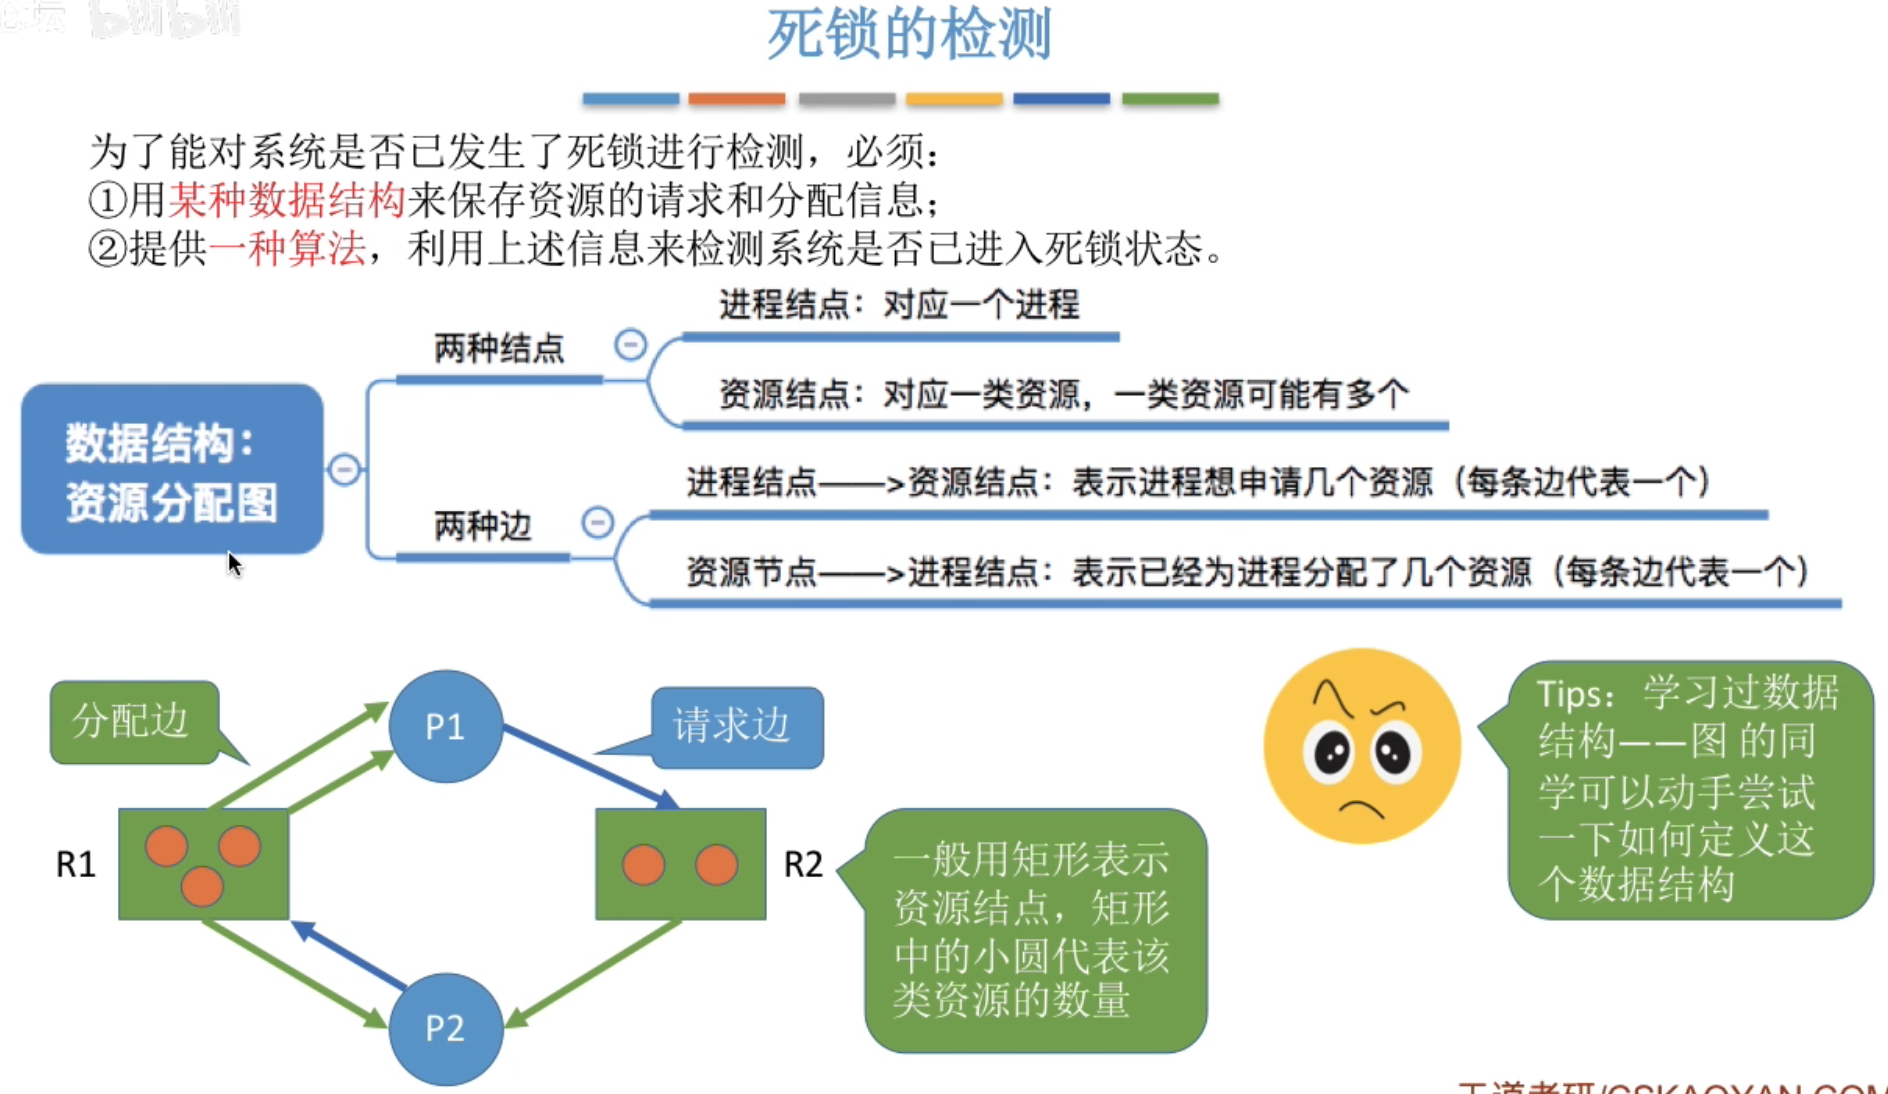 论坛 bilibili
死锁的检测
为了能对系统是否已发生了死锁进行检测，必须：
①用某种数据结构来保存资源的请求和分配信息；
②提供一种算法，利用上述信息来检测系统是否已进入死锁状态。
数据结构：
资源分配图
两种结点
进程结点：对应一个进程
资源结点：对应一类资源，一类资源可能有多个
两种边
进程结点——>资源结点：表示进程想申请几个资源（每条边代表一个）
资源节点——>进程结点：表示已经为进程分配了几个资源（每条边代表一个）
分配边
P1
请求边
R1
R2
P2
一般用矩形表示
资源结点，矩形
中的小圆代表该
类资源的数量
Tips：学习过数据
结构——图 的同
学可以动手尝试
一下如何定义这
个数据结构
王道考研/CSKAOYAN.COM